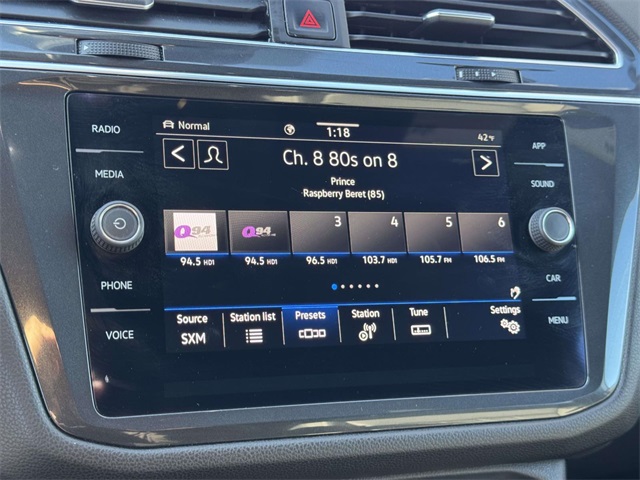 RADIO
MEDIA
PHONE
VOICE
Normal
1:18
42°F
Ch. 8 80s on 8
Prince
Raspberry Beret (85)
Q94
Q94
3
4
5
6
94.5 HD1
94.5 HD1
96.5 HD1
103.7 HD1
105.7 FM
106.5 FM
Source
SXM
Station list
Presets
Station
Tune
Settings
APP
SOUND
CAR
MENU